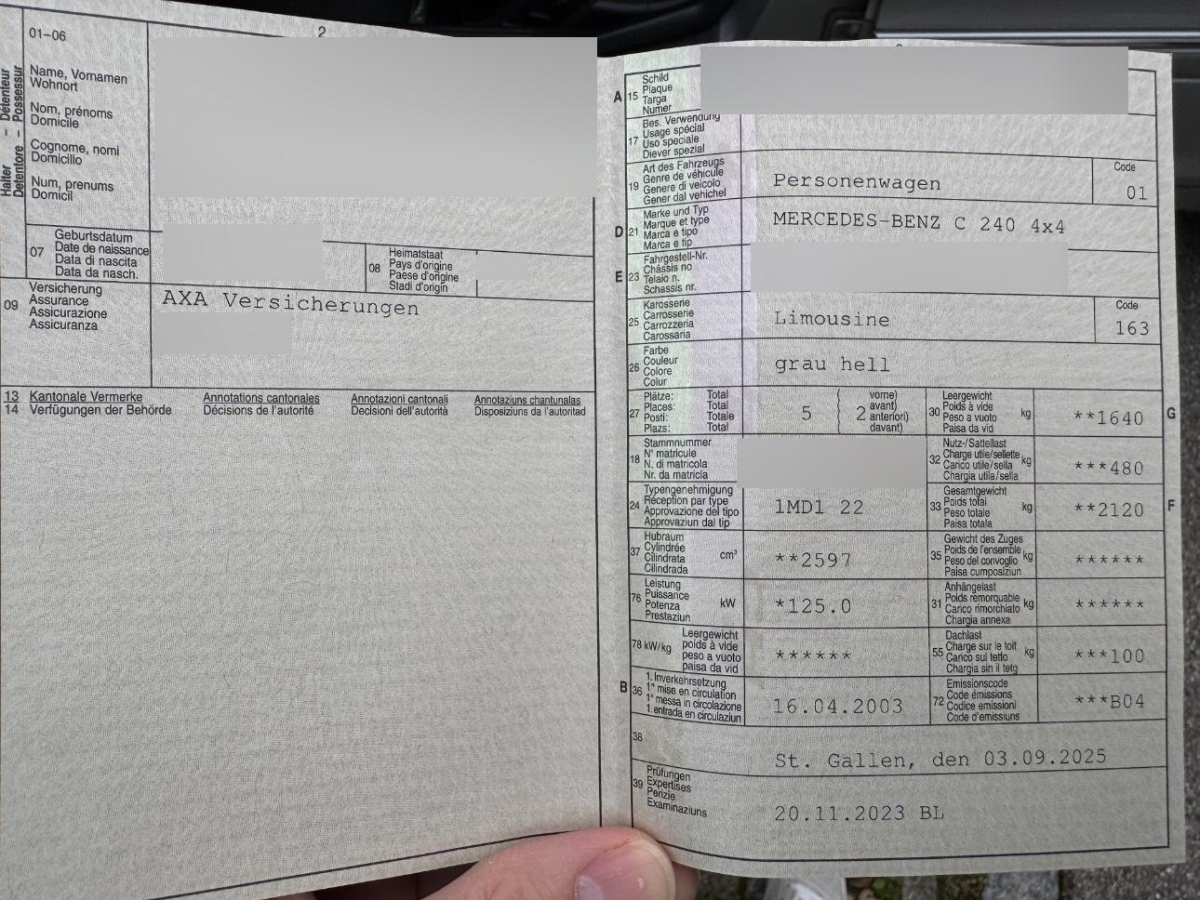 2
01-06
Halter – Détenteur
Detentore – Possessur
Name, Vornamen
Wohnort
Nom, prénoms
Domicile
Cognome, nomi
Domicilio
Num, prenums
Domicil
07
Geburtsdatum
Date de naissance
Data di nascita
Data da nasch.
08
Heimatstaat
Pays d'origine
Paese d'origine
Stadi d'origin
09
Versicherung
Assurance
Assicurazione
Assicuranza
AXA Versicherungen
13 Kantonale Vermerke Annotations cantonales Annotazioni cantonali Annotaziuns chantunalas
14 Verfügungen der Behörde Décisions de l'autorité Decisioni dell'autorità Disposiziuns da l'autoritad
A 15
Schild
Plaque
Targa
Numer
17
Bes. Verwendung
Usage spécial
Uso speciale
Diever spezial
19
Art des Fahrzeugs
Genre de véhicule
Genere di veicolo
Gener dal vehichel
Personenwagen
Code
01
D 21
Marke und Typ
Marque et type
Marca e tipo
Marca e tip
MERCEDES-BENZ C 240 4x4
E 23
Fahrgestell-Nr.
Châssis no
Telaio n.
Schassis nr.
25
Karosserie
Carrosserie
Carrozzeria
Carossaria
Limousine
Code
163
26
Farbe
Couleur
Colore
Colur
grau hell
27
Plätze: Total
Places: Total
Posti: Totale
Plazs: Total
5
( vorne)
avant)
2 anteriori)
( davant)
30
Leergewicht
Poids à vide
Peso a vuoto
Paisa da vid
kg
**1640
G
18
Stammnummer
N° matricule
N. di matricola
Nr. da matricla
32
Nutz-/Sattellast
Charge utile/sellette
Carico utile/sella
Chargia utila/sella
kg
***480
24
Typengenehmigung
Réception par type
Approvazione del tipo
Approvaziun dal tip
1MD1 22
33
Gesamtgewicht
Poids total
Peso totale
Paisa totala
kg
**2120
F
37
Hubraum
Cylindrée
Cilindrata
Cilindrada
cm³
**2597
35
Gewicht des Zuges
Poids de l'ensemble
Peso del convoglio
Paisa cumposiziun
kg
******
76
Leistung
Puissance
Potenza
Prestaziun
kW
*125.0
31
Anhängelast
Poids remorquable
Carico rimorchiato
Chargia annexa
kg
******
78 kW/kg
Leergewicht
poids à vide
peso a vuoto
paisa da vid
******
55
Dachlast
Charge sur le toit
Carico sul tetto
Chargia sin il tetg
kg
***100
B 36
1. Inverkehrsetzung
1re mise en circulation
1a messa in circolazione
1. entrada en circulaziun
16.04.2003
72
Emissionscode
Code émissions
Codice emissioni
Code d'emissiuns
***B04
38
St. Gallen, den 03.09.2025
39
Prüfungen
Expertises
Perizie
Examinaziuns
20.11.2023 BL